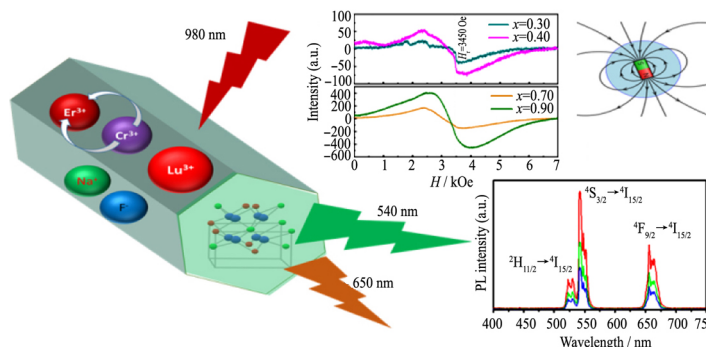 980 nm
Er3+
Cr3+
Lu3+
Na+
F-
540 nm
650 nm
Intensity (a.u.)
100
50
0
-50
-100
x=0.30
x=0.40
Hr=3450 Oe
400
200
0
-200
-400
-600
x=0.70
x=0.90
0 1 2 3 4 5 6 7
H / kOe
PL intensity (a.u.)
4S3/2→4I15/2
4F9/2→4I15/2
2H11/2→4I15/2
400 450 500 550 600 650 700 75
Wavelength / nm